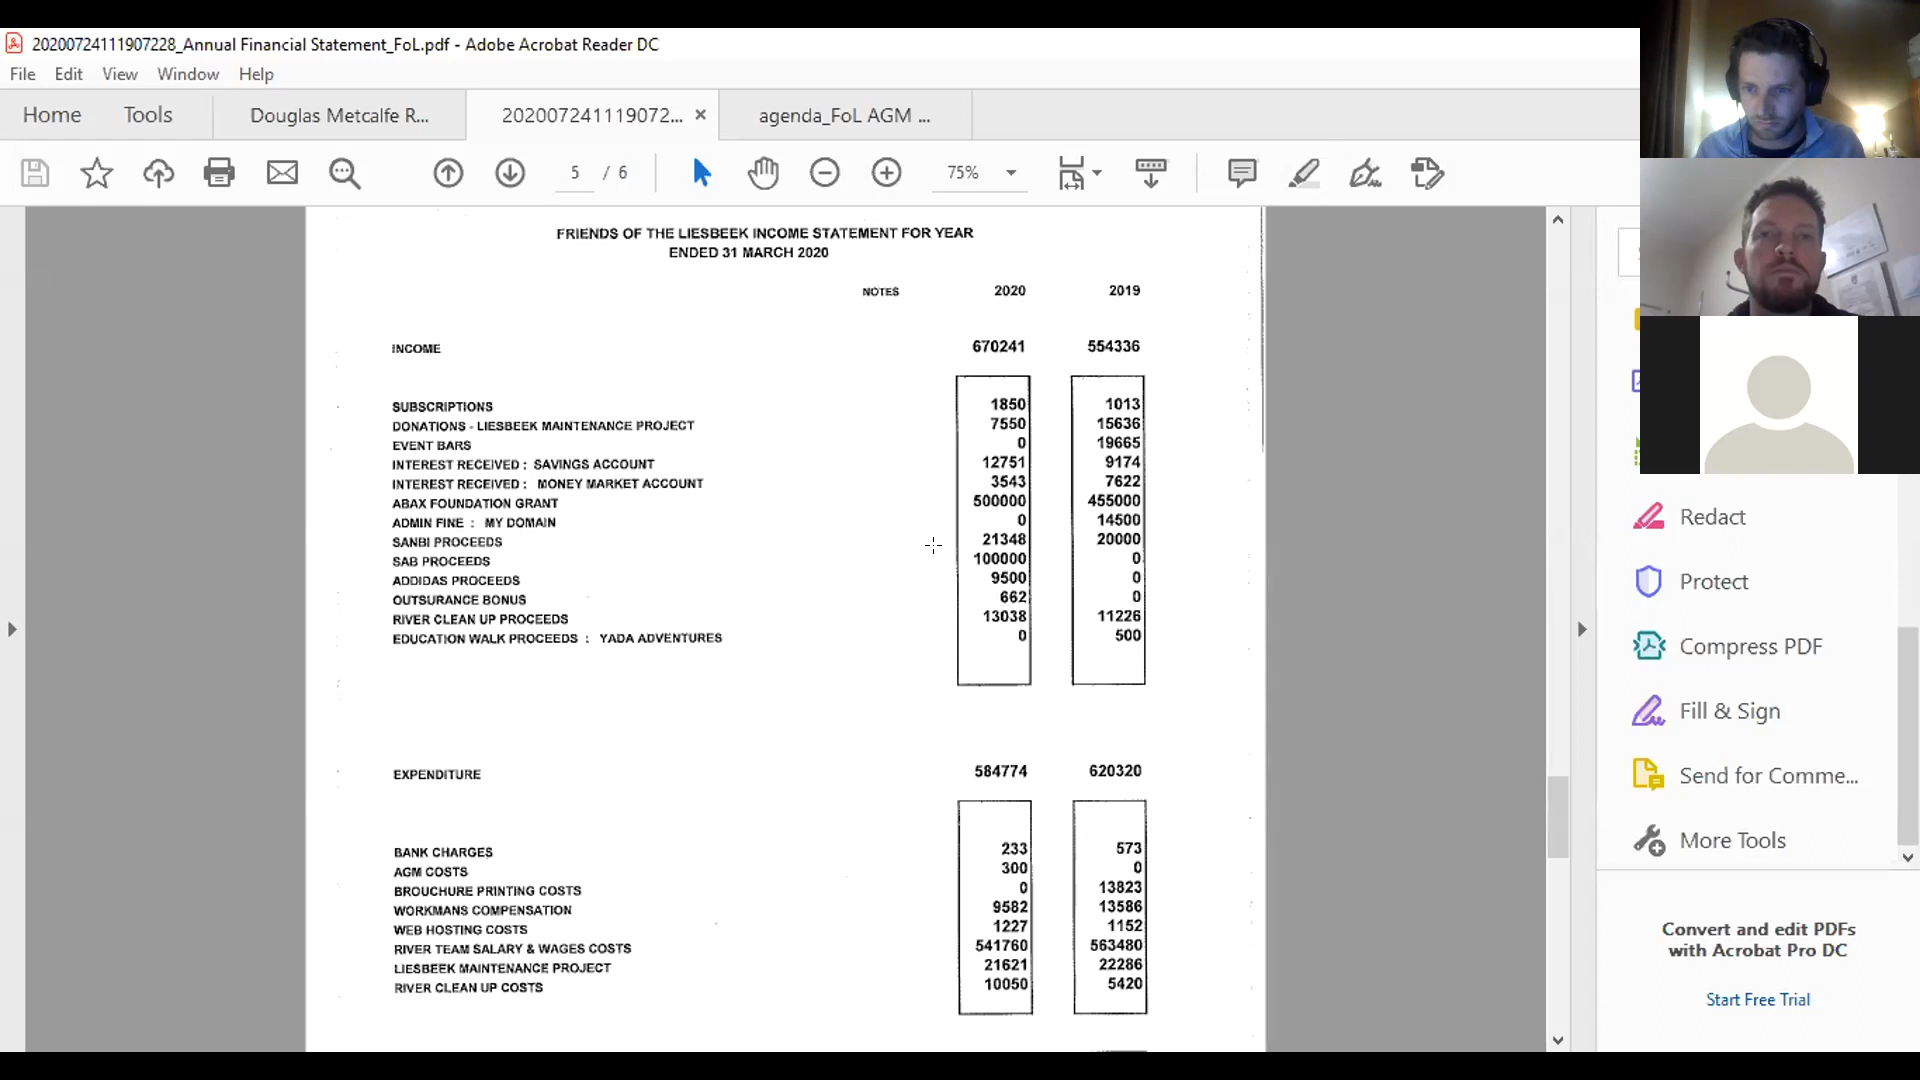 20200724111907228_Annual Financial Statement_FoL.pdf - Adobe Acrobat Reader DC
File Edit View Window Help
Home Tools Douglas Metcalfe R... 202007241119072... × agenda_FoL AGM ...
5 / 6 75%
FRIENDS OF THE LIESBEEK INCOME STATEMENT FOR YEAR
ENDED 31 MARCH 2020
NOTES 2020 2019
INCOME 670241 554336
SUBSCRIPTIONS 1850 1013
DONATIONS - LIESBEEK MAINTENANCE PROJECT 7550 15636
EVENT BARS 0 19665
INTEREST RECEIVED : SAVINGS ACCOUNT 12751 9174
INTEREST RECEIVED : MONEY MARKET ACCOUNT 3543 7622
ABAX FOUNDATION GRANT 500000 455000
ADMIN FINE : MY DOMAIN 0 14500
SANBI PROCEEDS 21348 20000
SAB PROCEEDS 100000 0
ADDIDAS PROCEEDS 9500 0
OUTSURANCE BONUS 662 0
RIVER CLEAN UP PROCEEDS 13038 11226
EDUCATION WALK PROCEEDS : YADA ADVENTURES 0 500
EXPENDITURE 584774 620320
BANK CHARGES 233 573
AGM COSTS 300 0
BROUCHURE PRINTING COSTS 0 13823
WORKMANS COMPENSATION 9582 13586
WEB HOSTING COSTS 1227 1152
RIVER TEAM SALARY & WAGES COSTS 541760 563480
LIESBEEK MAINTENANCE PROJECT 21621 22286
RIVER CLEAN UP COSTS 10050 5420
Redact
Protect
Compress PDF
Fill & Sign
Send for Comme...
More Tools
Convert and edit PDFs
with Acrobat Pro DC
Start Free Trial